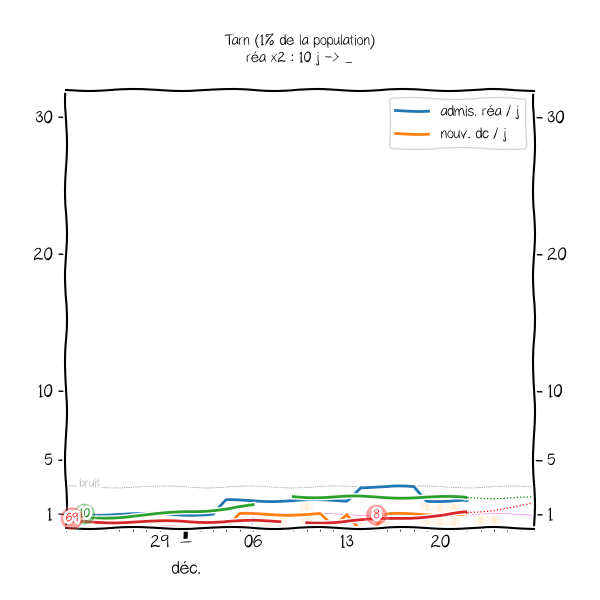 Tarn (1% de la population)
réa x2 : 10 j -> _
admis. réa / j
nouv. dc / j
30
30
20
20
10
10
5
5
bruit
1
1
69
10
8
29
06
13
20
déc.